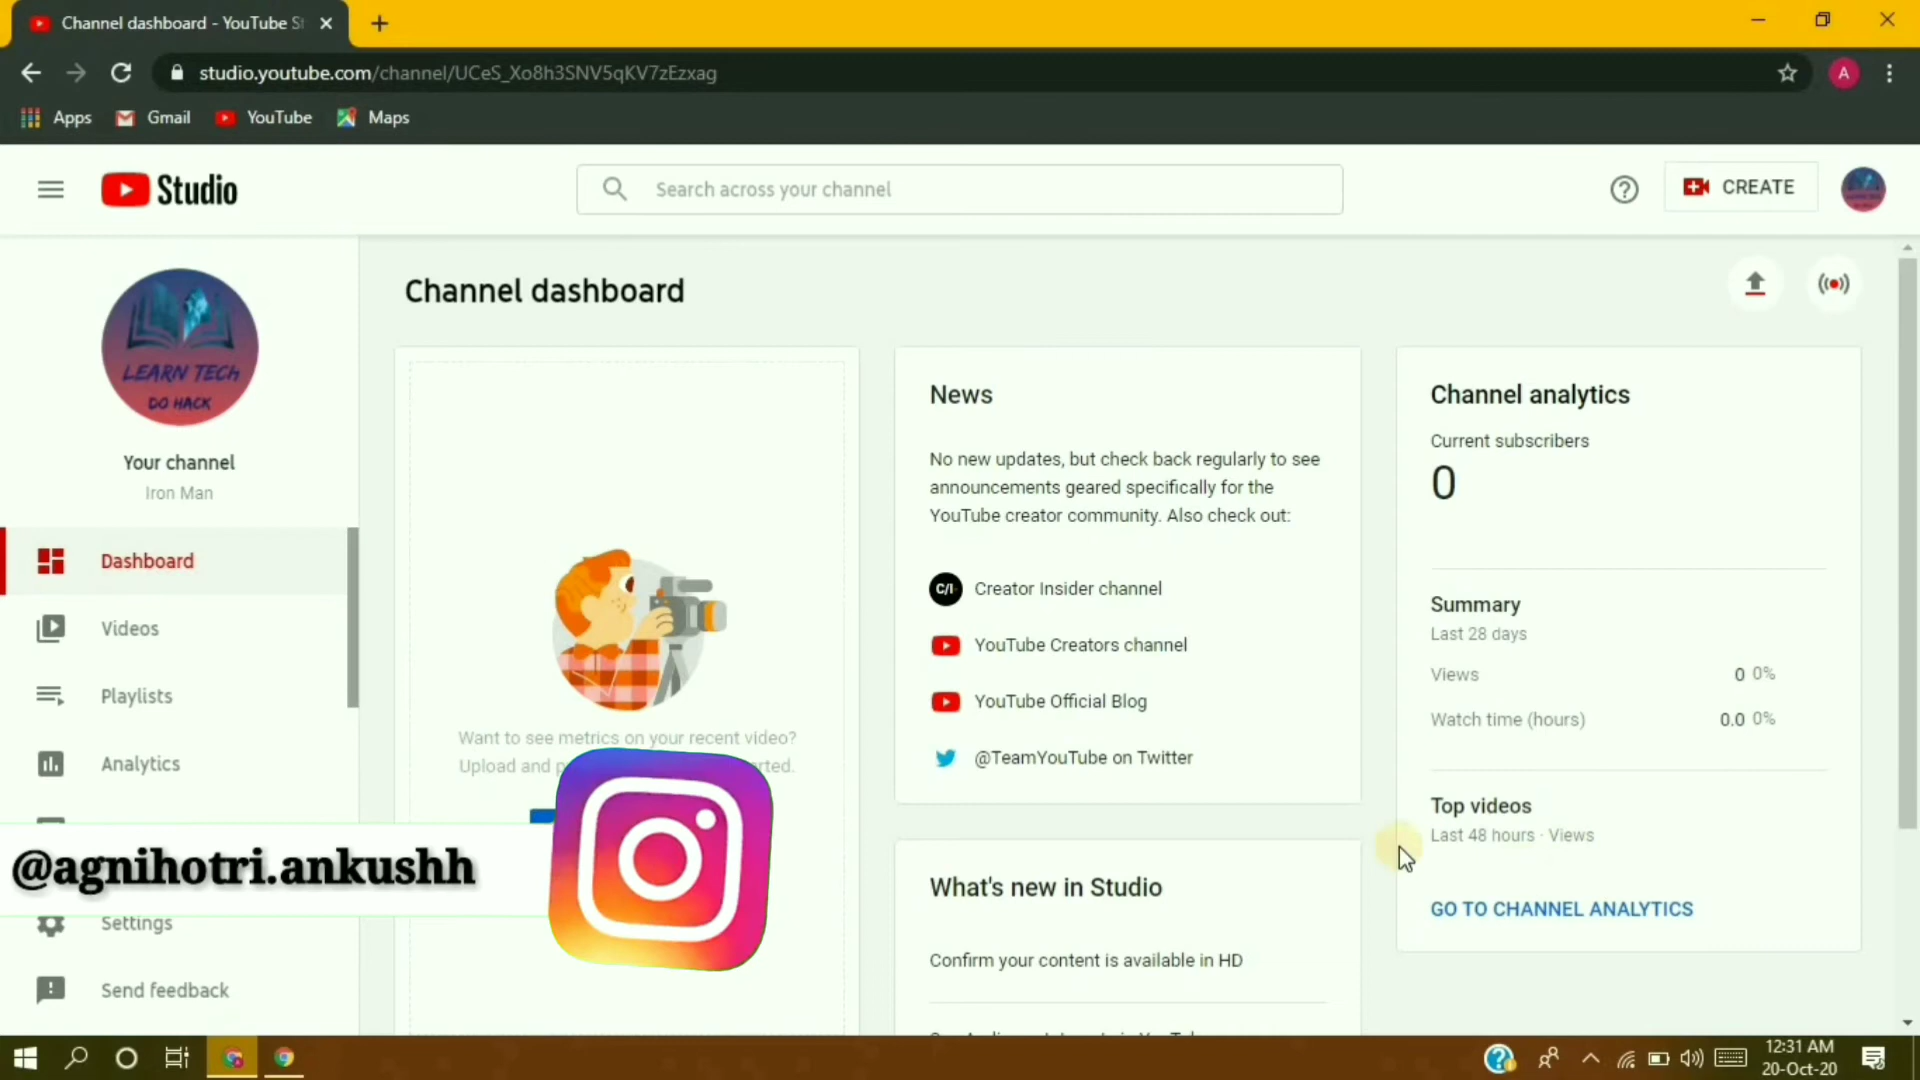 Channel dashboard - YouTube St
studio.youtube.com/channel/UCeS_Xo8h3SNV5qKV7zEzxag
A
Apps
Gmail
YouTube
Maps
Studio
Search across your channel
CREATE
LEARN TECH
DO HACK
Your channel
Iron Man
Dashboard
Videos
Playlists
Analytics
Settings
Send feedback
Channel dashboard
Want to see metrics on your recent video?
Upload and
@agnihotri.ankushh
News
No new updates, but check back regularly to see
announcements geared specifically for the
YouTube creator community. Also check out:
C/I Creator Insider channel
YouTube Creators channel
YouTube Official Blog
@TeamYouTube on Twitter
What's new in Studio
Confirm your content is available in HD
Channel analytics
Current subscribers
0
Summary
Last 28 days
Views 0 0%
Watch time (hours) 0.0 0%
Top videos
Last 48 hours · Views
GO TO CHANNEL ANALYTICS
12:31 AM
20-Oct-20